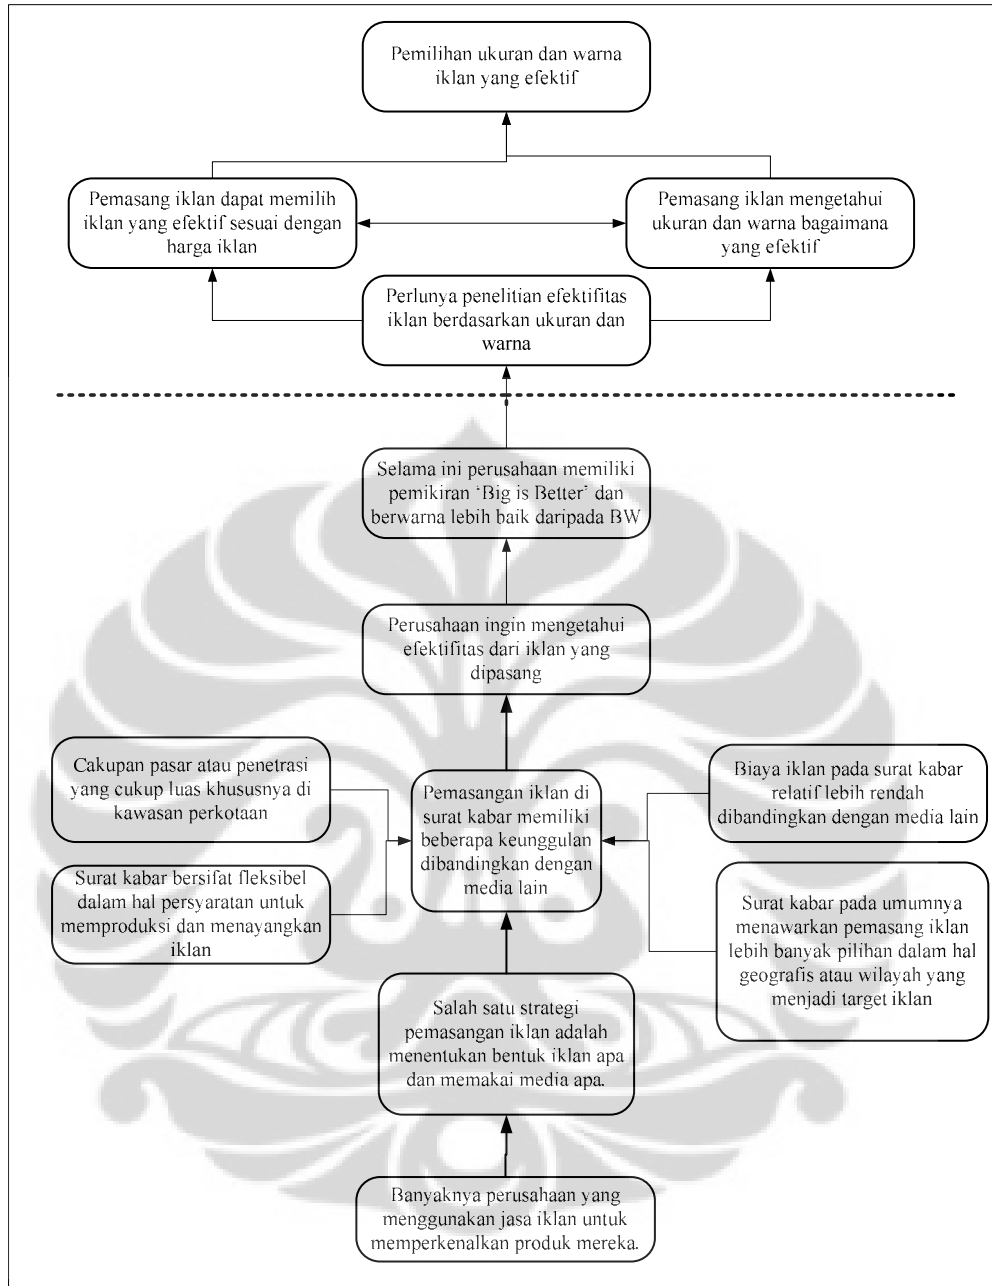 Pemilihan ukuran dan warna
iklan yang efektif
Pemasang iklan dapat memilih
iklan yang efektif sesuai dengan
harga iklan
Pemasang iklan mengetahui
ukuran dan warna bagaimana
yang efektif
Perlunya penelitian efektifitas
iklan berdasarkan ukuran dan
warna
Selama ini perusahaan memiliki
pemikiran ‘Big is Better’ dan
berwarna lebih baik daripada BW
Perusahaan ingin mengetahui
efektifitas dari iklan yang
dipasang
Cakupan pasar atau penetrasi
yang cukup luas khususnya di
kawasan perkotaan
Surat kabar bersifat fleksibel
dalam hal persyaratan untuk
memproduksi dan menayangkan
iklan
Pemasangan iklan di
surat kabar memiliki
beberapa keunggulan
dibandingkan dengan
media lain
Biaya iklan pada surat kabar
relatif lebih rendah
dibandingkan dengan media lain
Surat kabar pada umumnya
menawarkan pemasang iklan
lebih banyak pilihan dalam hal
geografis atau wilayah yang
menjadi target iklan
Salah satu strategi
pemasangan iklan adalah
menentukan bentuk iklan apa
dan memakai media apa.
Banyaknya perusahaan yang
menggunakan jasa iklan untuk
memperkenalkan produk mereka.